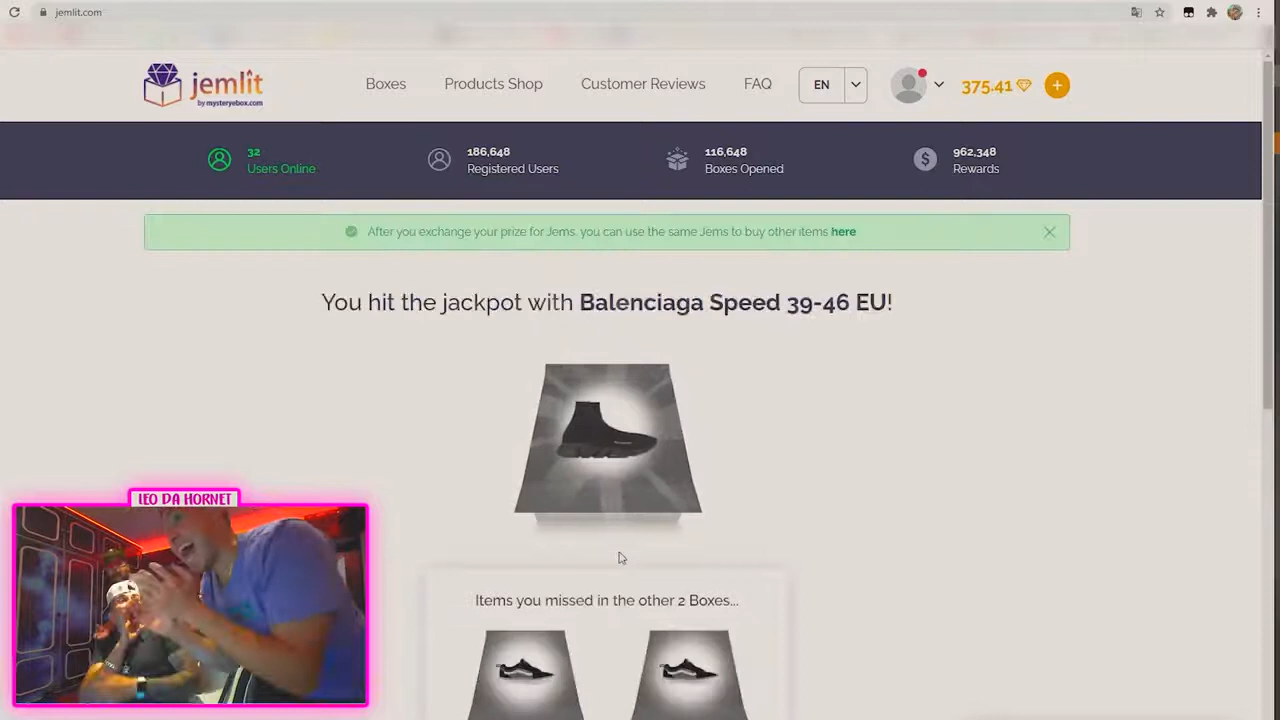 jemlit.com
jemlit
by mysteryebox.com
Boxes
Products Shop
Customer Reviews
FAQ
EN
375.41
32
Users Online
186,648
Registered Users
116,648
Boxes Opened
962,348
Rewards
After you exchange your prize for Jems, you can use the same Jems to buy other items here
You hit the jackpot with Balenciaga Speed 39-46 EU!
LEO DA HORNET
Items you missed in the other 2 Boxes...